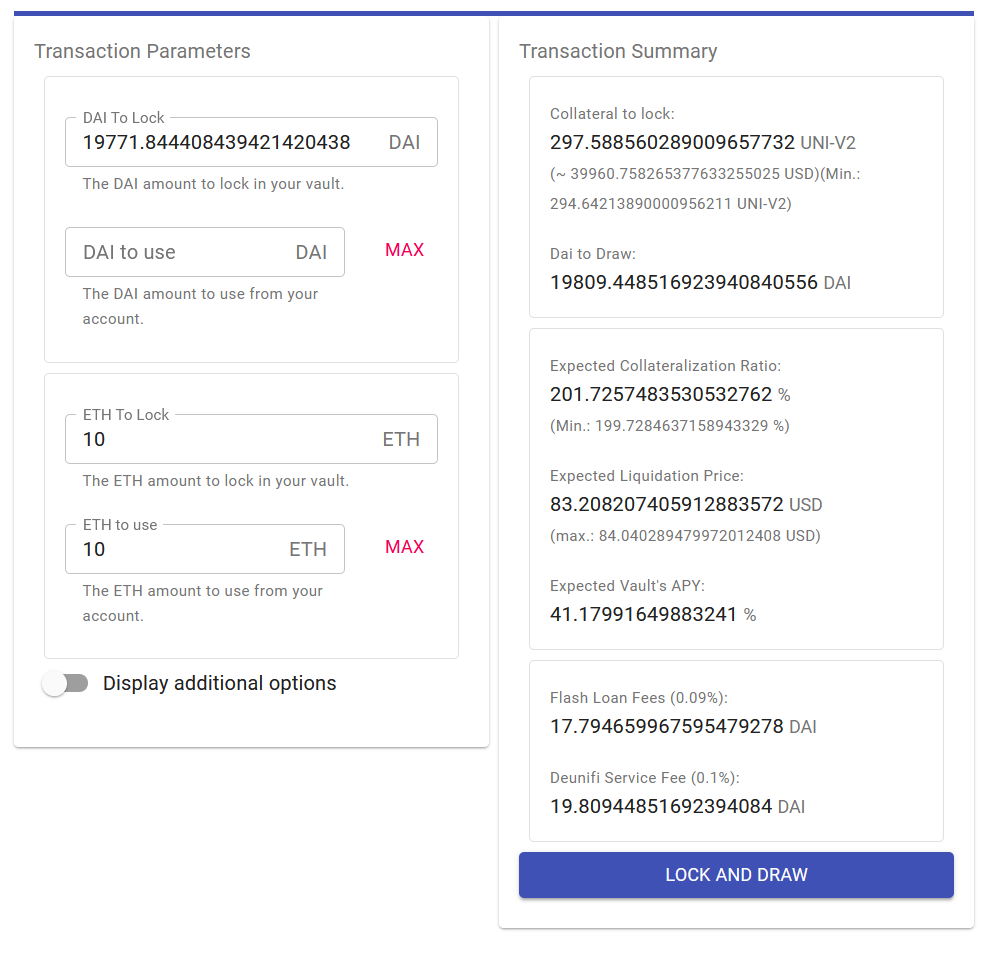 Transaction Parameters
DAI To Lock
19771.844408439421420438 DAI
The DAI amount to lock in your vault.
DAI to use DAI MAX
The DAI amount to use from your
account.
ETH To Lock
10 ETH
The ETH amount to lock in your vault.
ETH to use
10 ETH MAX
The ETH amount to use from your
account.
Display additional options
Transaction Summary
Collateral to lock:
297.588560289009657732 UNI-V2
(~ 39960.758265377633255025 USD)(Min.:
294.64213890000956211 UNI-V2)
Dai to Draw:
19809.448516923940840556 DAI
Expected Collateralization Ratio:
201.7257483530532762 %
(Min.: 199.7284637158943329 %)
Expected Liquidation Price:
83.208207405912883572 USD
(max.: 84.040289479972012408 USD)
Expected Vault's APY:
41.17991649883241 %
Flash Loan Fees (0.09%):
17.794659967595479278 DAI
Deunifi Service Fee (0.1%):
19.80944851692394084 DAI
LOCK AND DRAW